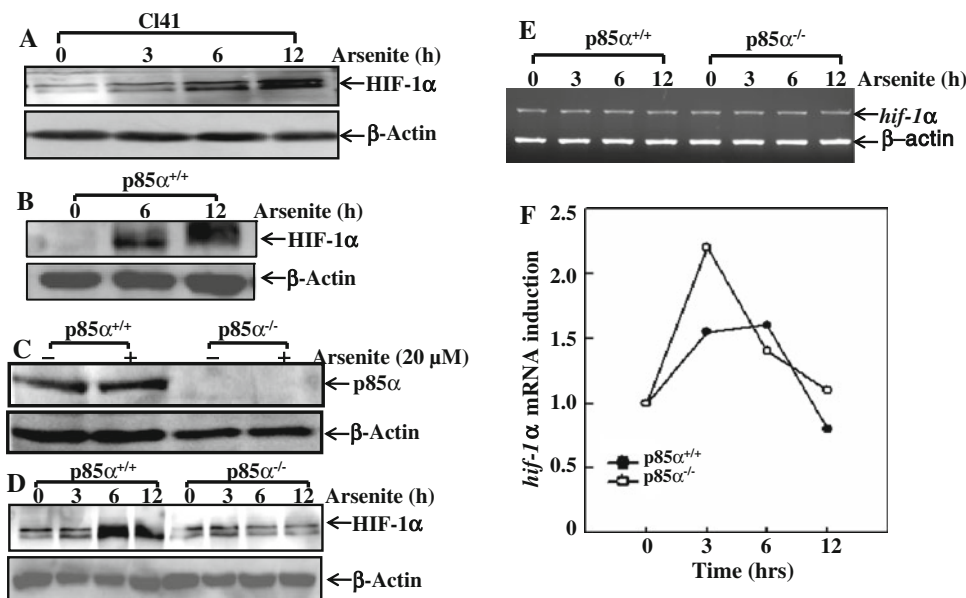 A
Cl41
0 3 6 12 Arsenite (h)
HIF-1α
β-Actin
B
p85α+/+
0 6 12 Arsenite (h)
HIF-1α
β-Actin
C
p85α+/+ p85α-/-
– + – + Arsenite (20 µM)
p85α
β-Actin
D
p85α+/+ p85α-/-
0 3 6 12 0 3 6 12 Arsenite (h)
HIF-1α
β-Actin
E
p85α+/+ p85α-/-
0 3 6 12 0 3 6 12
Arsenite (h)
hif-1α
β-actin
F
hif-1α mRNA induction
2.5
2.0
1.5
1.0
0.5
0
p85α+/+
p85α-/-
0 3 6 12
Time (hrs)